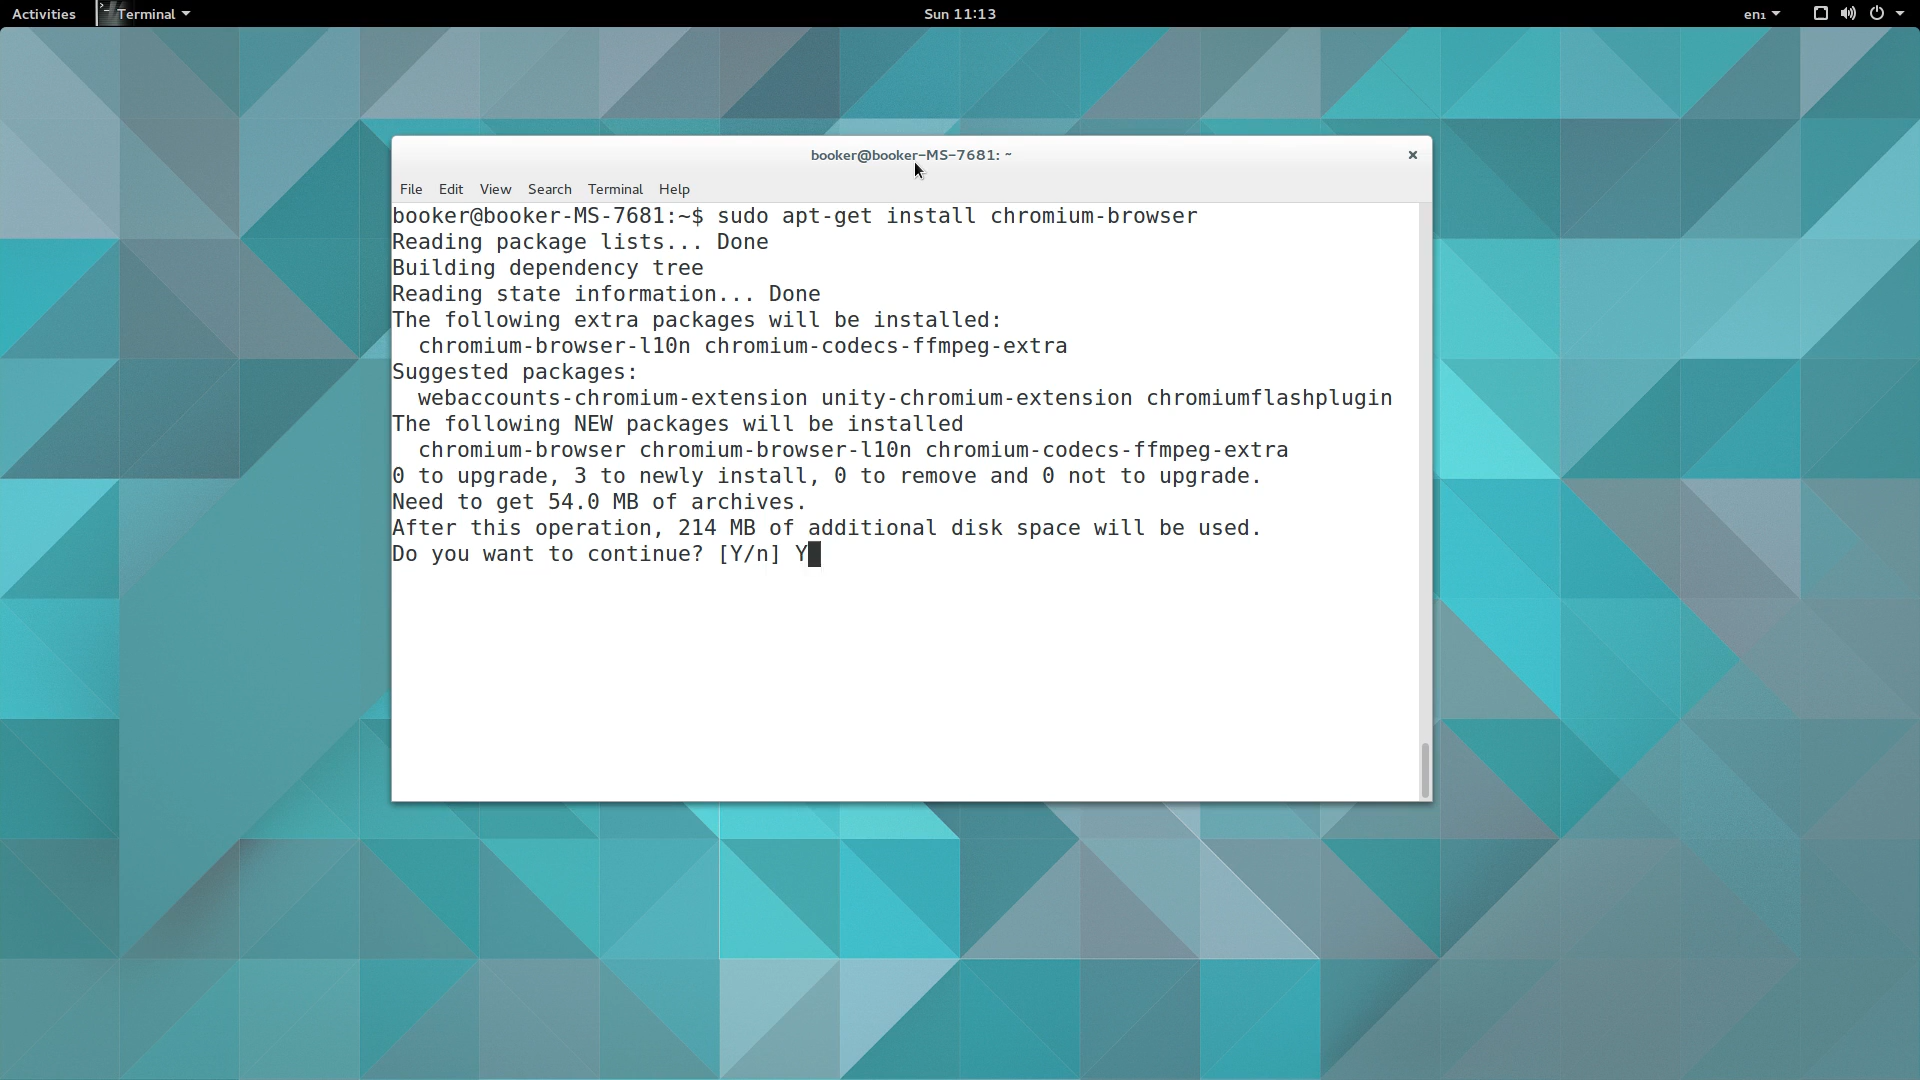 Activities Terminal Sun 11:13 en₁
booker@booker-MS-7681: ~
File Edit View Search Terminal Help
booker@booker-MS-7681:~$ sudo apt-get install chromium-browser
Reading package lists... Done
Building dependency tree
Reading state information... Done
The following extra packages will be installed:
  chromium-browser-l10n chromium-codecs-ffmpeg-extra
Suggested packages:
  webaccounts-chromium-extension unity-chromium-extension chromiumflashplugin
The following NEW packages will be installed
  chromium-browser chromium-browser-l10n chromium-codecs-ffmpeg-extra
0 to upgrade, 3 to newly install, 0 to remove and 0 not to upgrade.
Need to get 54.0 MB of archives.
After this operation, 214 MB of additional disk space will be used.
Do you want to continue? [Y/n] Y